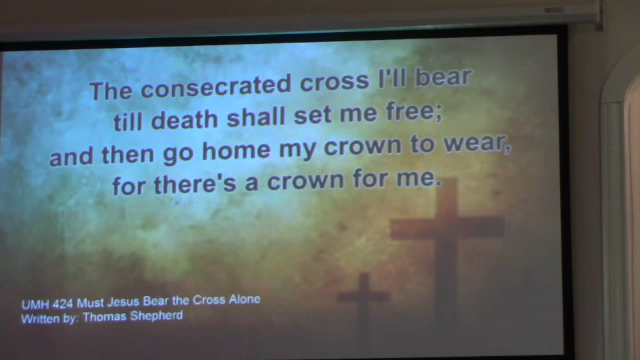 The consecrated cross I'll bear
till death shall set me free;
and then go home my crown to wear,
for there's a crown for me.
UMH 424 Must Jesus Bear the Cross Alone
Written by: Thomas Shepherd